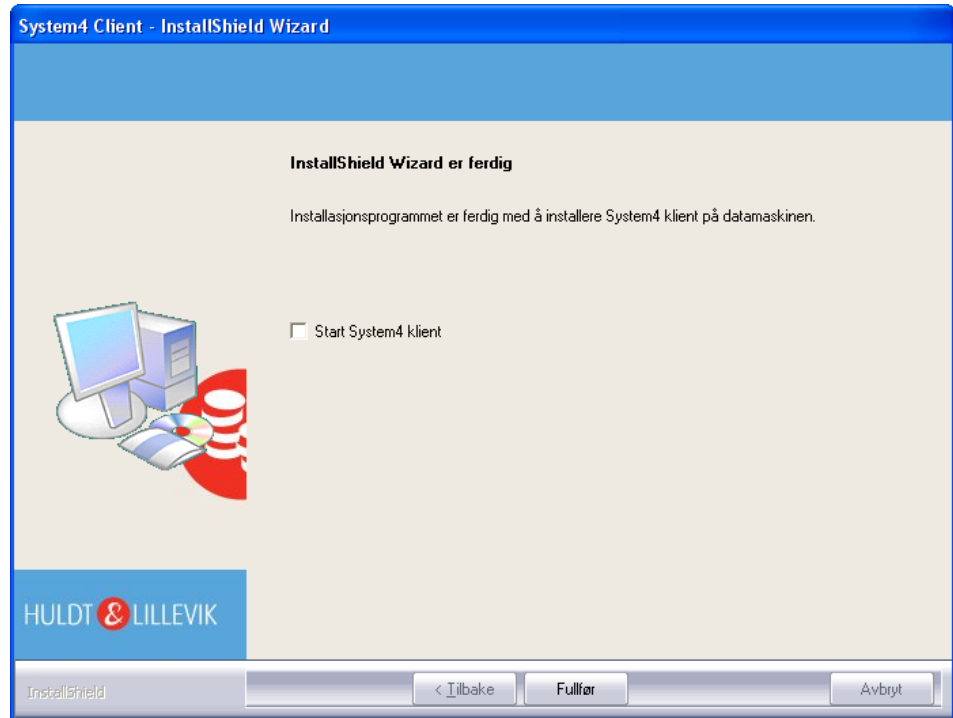 System4 Client - InstallShield Wizard
InstallShield Wizard er ferdig
Installasjonsprogrammet er ferdig med å installere System4 klient på datamaskinen.
Start System4 klient
HULDT & LILLEVIK
InstallShield
< Tilbake
Fullfør
Avbryt